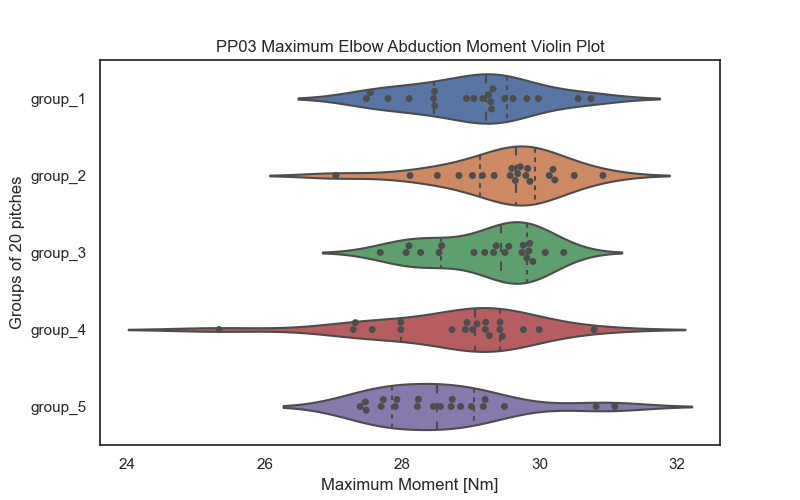 PP03 Maximum Elbow Abduction Moment Violin Plot
Groups of 20 pitches
group_1
group_2
group_3
group_4
group_5
24 26 28 30 32
Maximum Moment [Nm]